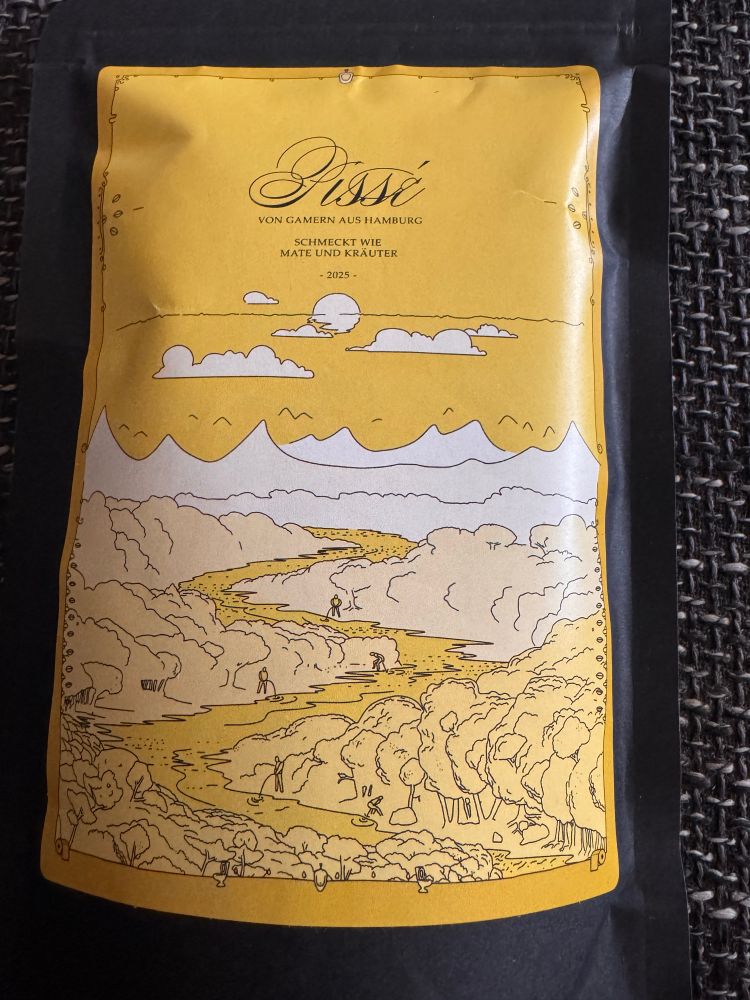 Pissé
VON GAMERN AUS HAMBURG
SCHMECKT WIE
MATE UND KRÄUTER
- 2025 -